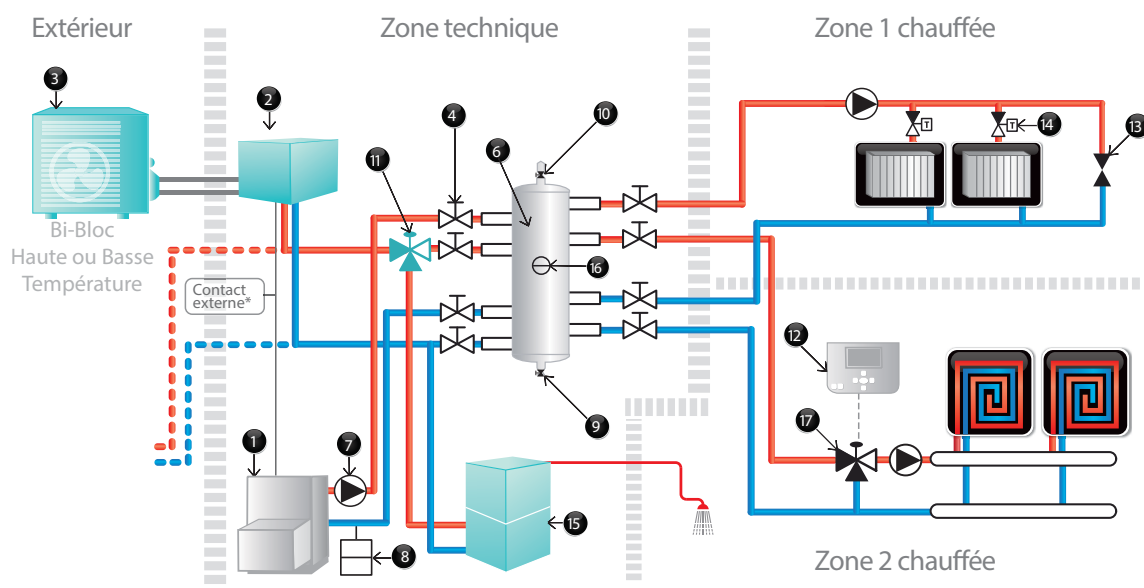 Extérieur
Zone technique
Zone 1 chauffée
3
2
4
10
11
6
T
T
14
13
Bi-Bloc
Haute ou Basse
Température
16
Contact
externe*
12
9
17
1
7
15
8
Zone 2 chauffée